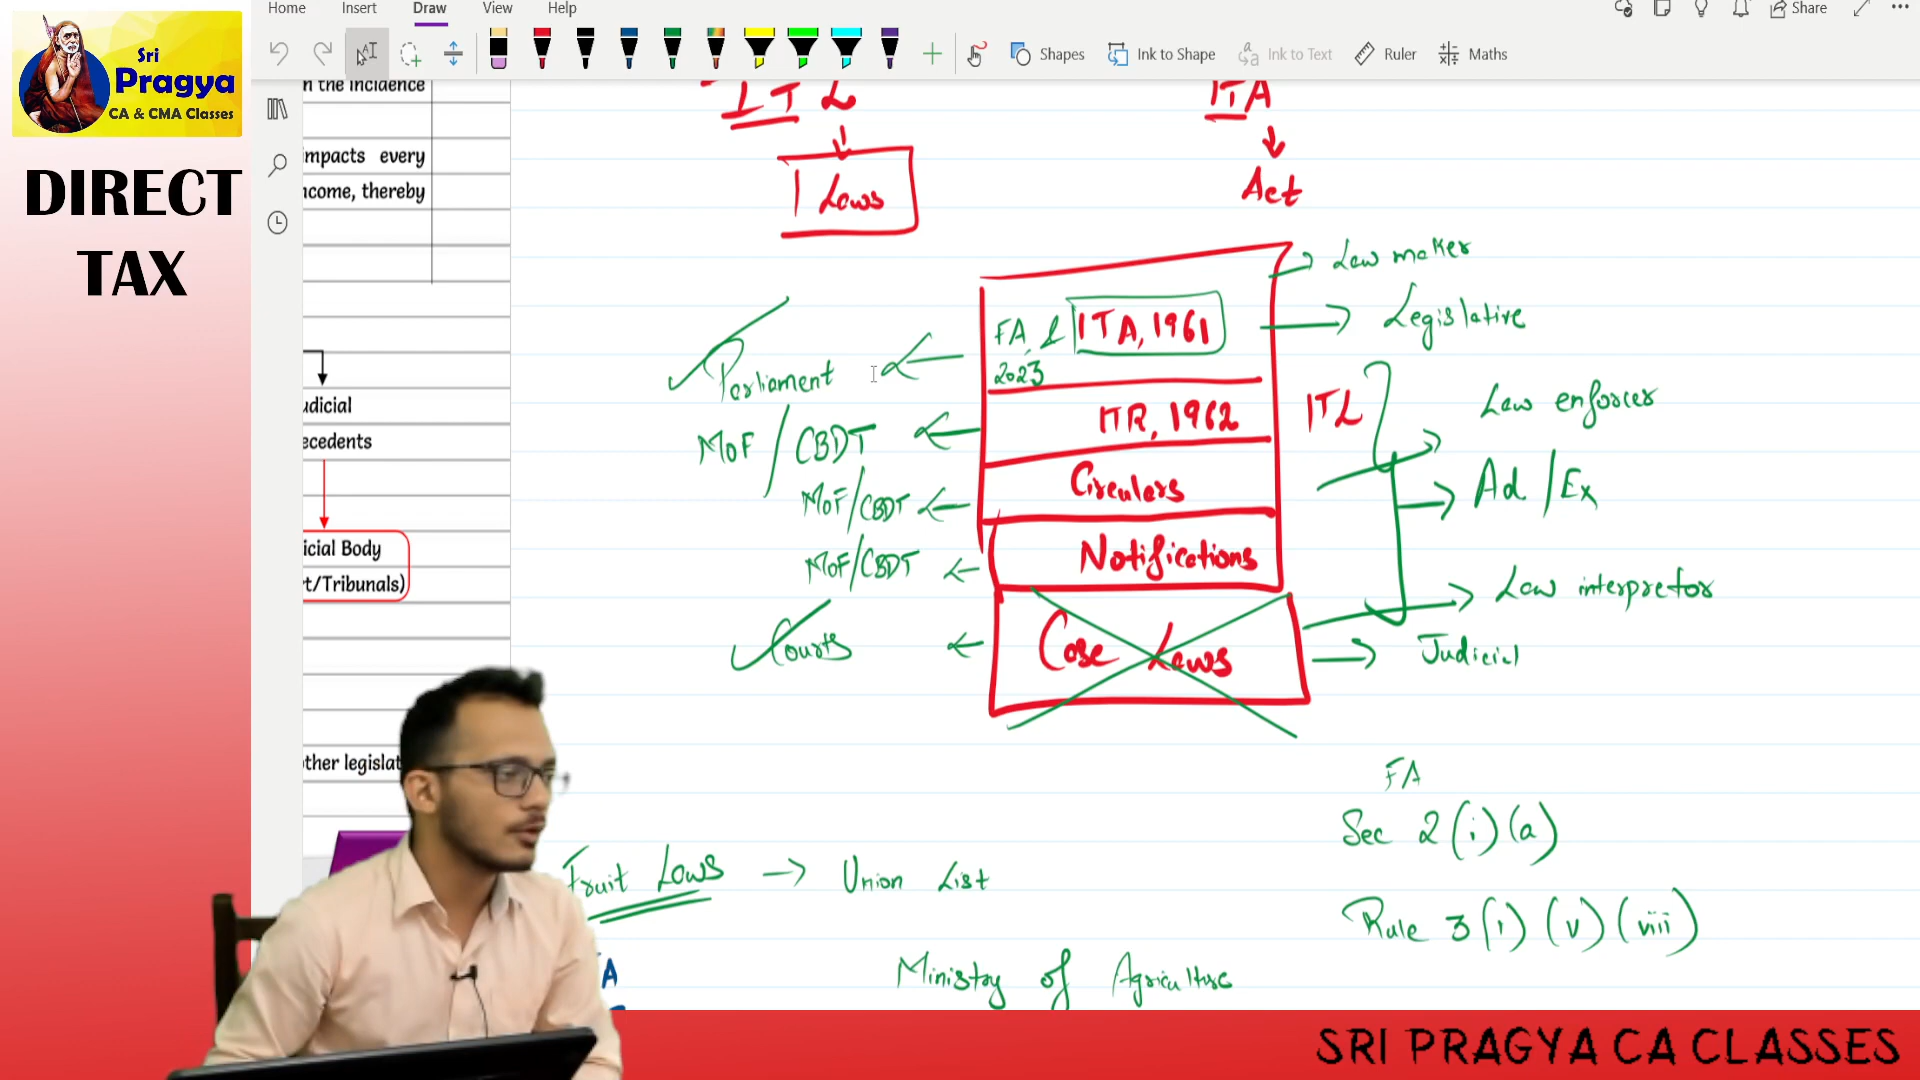 Home Insert Draw View Help
Share
Shapes Ink to Shape Ink to Text Ruler Maths
Sri
Pragya
CA & CMA Classes
DIRECT
TAX
n the incidence
impacts every
ncome, thereby
udicial
ecedents
icial Body
t/Tribunals)
ther legislat
ITL
Laws
ITA
Act
Law maker
FA, & ITA, 1961
2023
Legislative
Parliament
ITR, 1962
ITL
Law enforcer
MoF / CBDT
Circulars
MoF/CBDT
Ad / Ex
Notifications
MoF/CBDT
Law interpretor
Case Laws
Courts
Judicial
FA
Sec 2 (i) (a)
Fruit Laws → Union List
Rule 3 (i) (v) (viii)
Ministry of Agriculture
A
SRI PRAGYA CA CLASSES